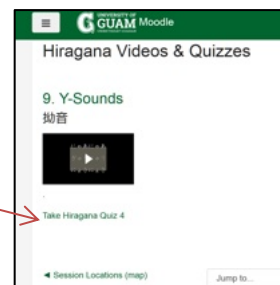 UNIVERSITY OF
GUAM Moodle
Hiragana Videos & Quizzes
9. Y-Sounds
拗音
Take Hiragana Quiz 4
◄ Session Locations (map)
Jump to...